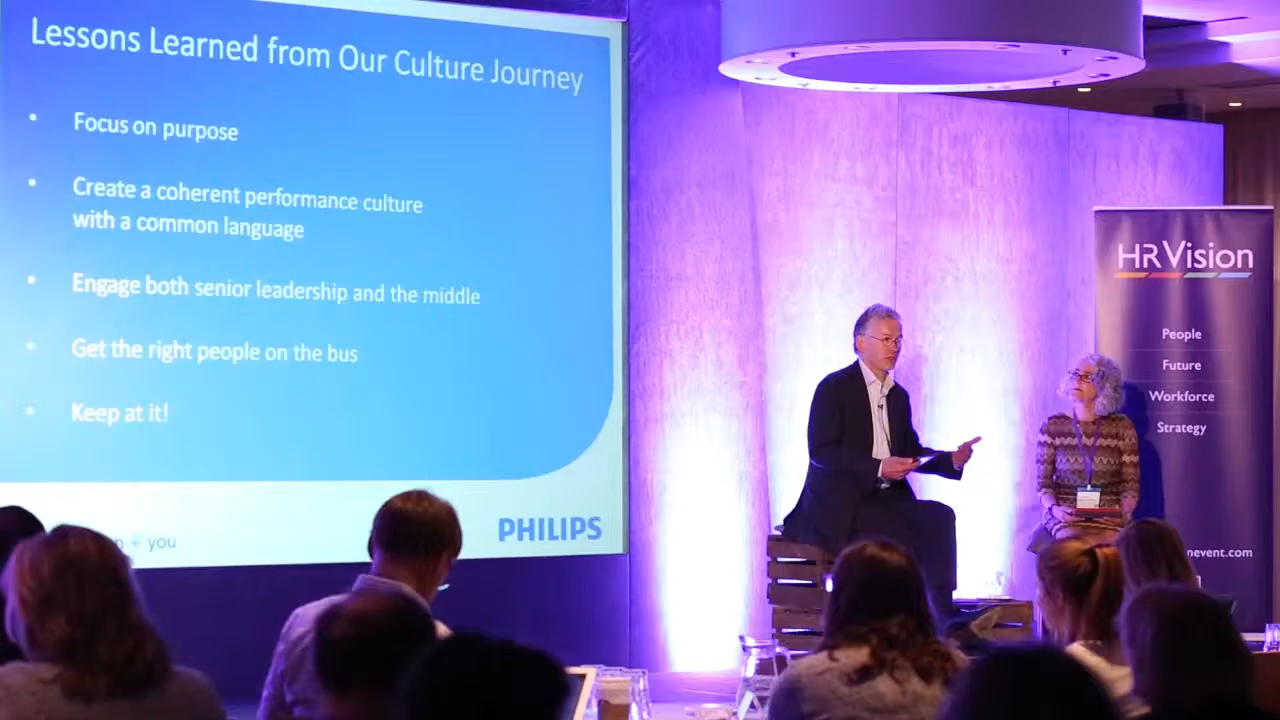 Lessons Learned from Our Culture Journey
• Focus on purpose
• Create a coherent performance culture
with a common language
• Engage both senior leadership and the middle
• Get the right people on the bus
• Keep at it!
+ you
PHILIPS
HRVision
People
Future
Workforce
Strategy
nevent.com